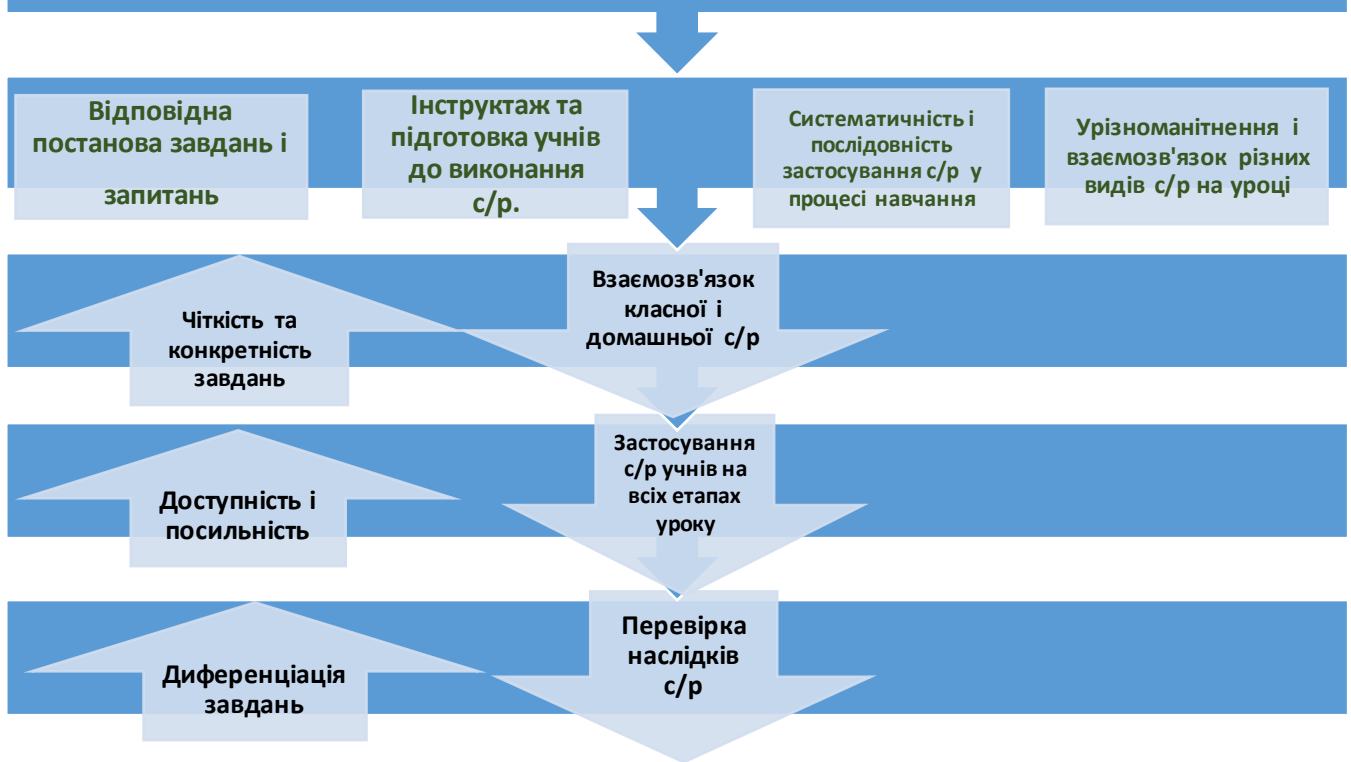 Відповідна
постанова завдань і
запитань
Інструктаж та
підготовка учнів
до виконання
с/р.
Систематичність і
послідовність
застосування с/р у
процесі навчання
Урізноманітнення і
взаємозв'язок різних
видів с/р на уроці
Чіткість та
конкретність
завдань
Взаємозв'язок
класної і
домашньої с/р
Доступність і
посильність
Застосування
с/р учнів на
всіх етапах
уроку
Диференціація
завдань
Перевірка
наслідків
с/р